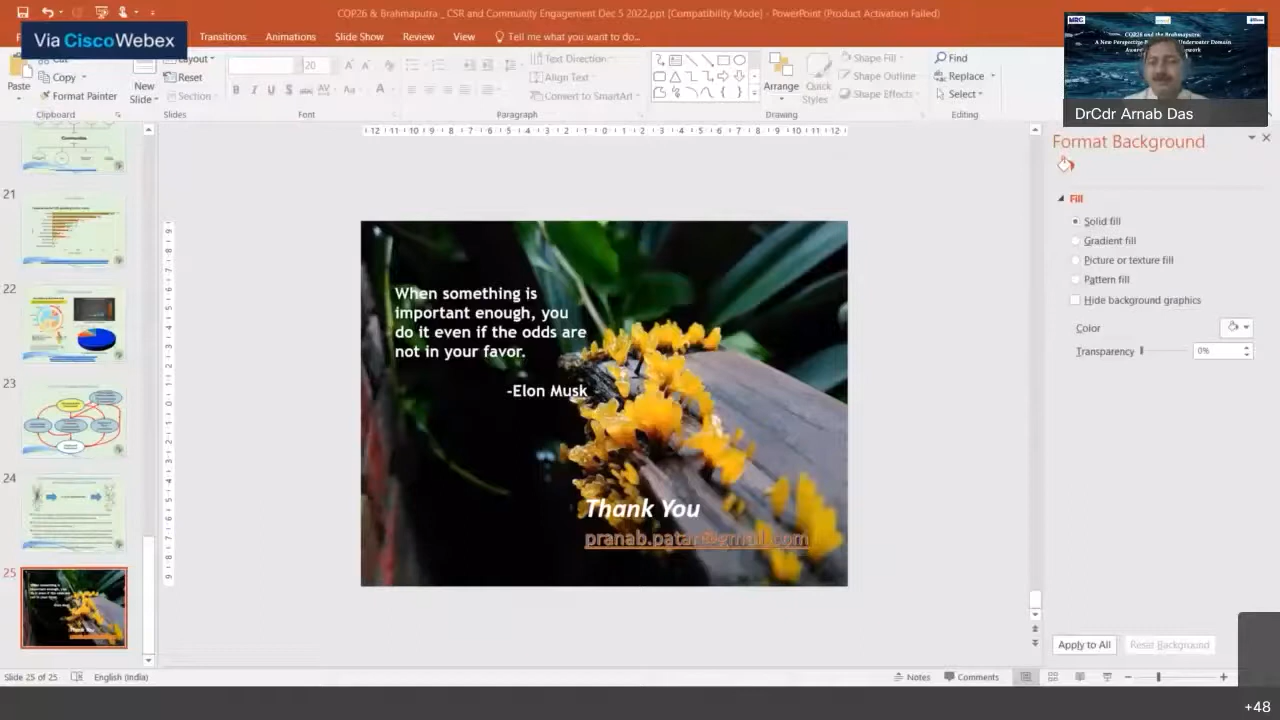 COP26 & Brahmaputra _ CSR and Community Engagement Dec 5 2022.ppt [Compatibility Mode] - PowerPoint (Product Activation Failed)
Via CiscoWebex
Transitions Animations Slide Show Review View Tell me what you want to do...
Cut
Copy
Paste
Format Painter
Clipboard
New
Slide
Layout
Reset
Section
Slides
20
Font
Text Direction
Align Text
Convert to SmartArt
Paragraph
Arrange
Quick
Styles
Shape Fill
Shape Outline
Shape Effects
Drawing
Find
Replace
Select
Editing
COP26 and the Brahmaputra:
DrCdr Arnab Das
Format Background
Fill
Solid fill
Gradient fill
Picture or texture fill
Pattern fill
Hide background graphics
Color
Transparency 0%
Apply to All Reset Background
21
22
23
24
25
When something is
important enough, you
do it even if the odds are
not in your favor.
-Elon Musk
Thank You
Slide 25 of 25 English (India) Notes Comments
+48